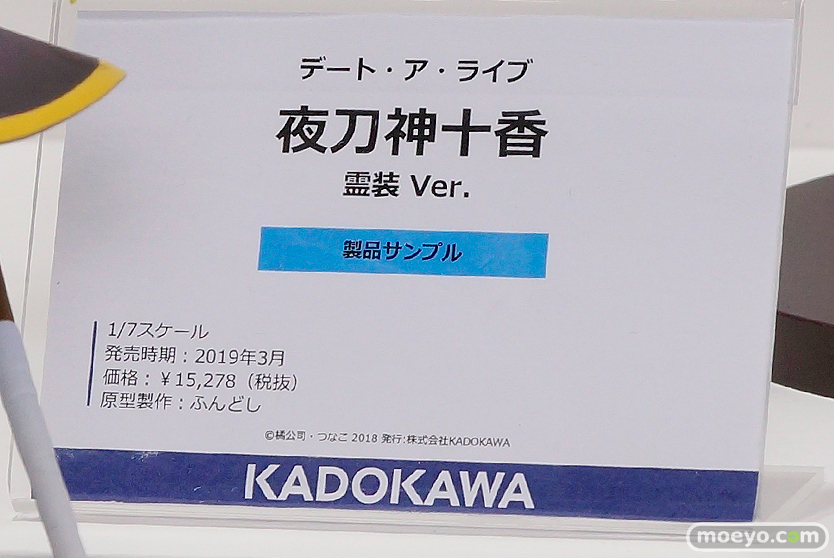 デート・ア・ライブ
夜刀神十香
霊装 Ver.
製品サンプル
1/7スケール
発売時期：2019年3月
価格：￥15,278（税抜）
原型製作：ふんどし
©橘公司・つなこ 2018 発行:株式会社KADOKAWA
KADOKAWA
moeyo.com